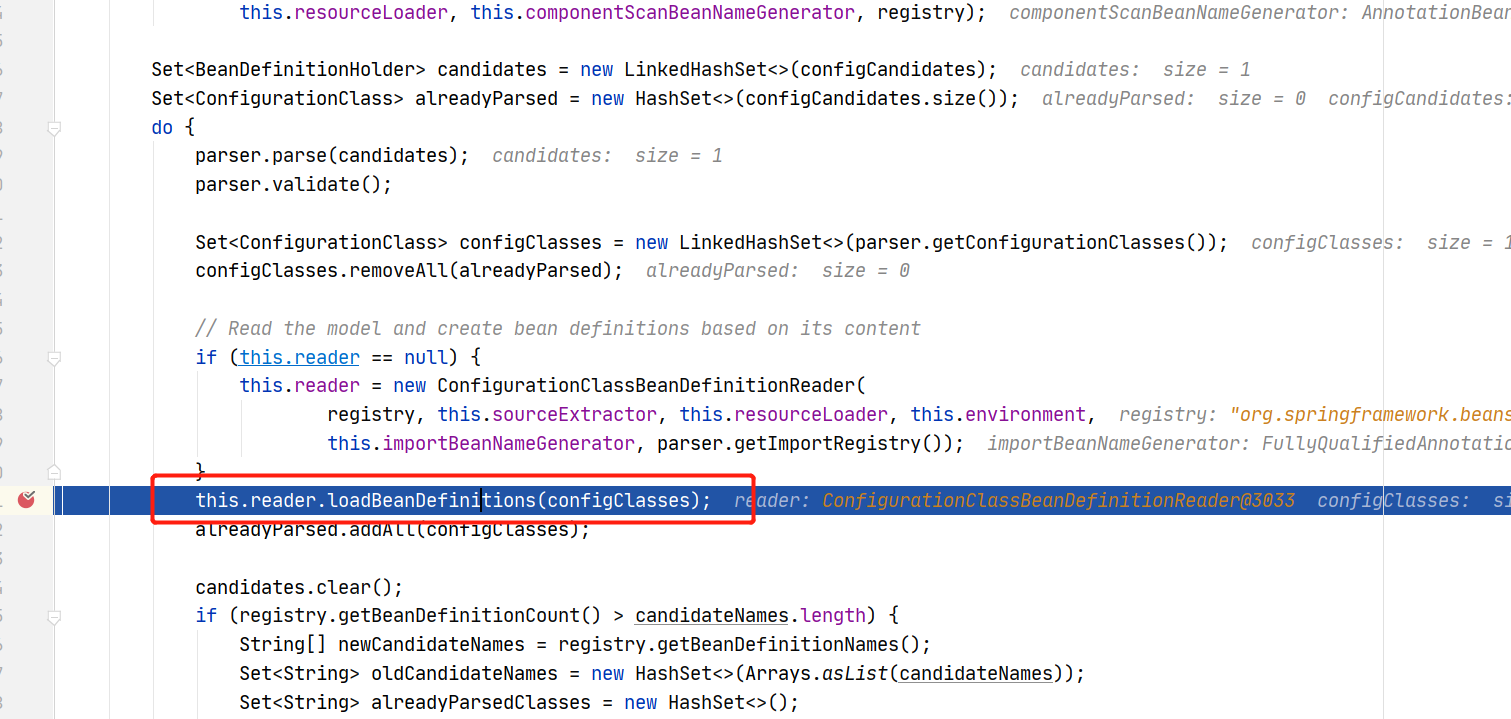 this.resourceLoader, this.componentScanBeanNameGenerator, registry);  componentScanBeanNameGenerator: AnnotationBean
Set<BeanDefinitionHolder> candidates = new LinkedHashSet<>(configCandidates);  candidates:  size = 1
Set<ConfigurationClass> alreadyParsed = new HashSet<>(configCandidates.size());  alreadyParsed:  size = 0  configCandidates:
do {
parser.parse(candidates);  candidates:  size = 1
parser.validate();
Set<ConfigurationClass> configClasses = new LinkedHashSet<>(parser.getConfigurationClasses());  configClasses:  size = 1
configClasses.removeAll(alreadyParsed);  alreadyParsed:  size = 0
// Read the model and create bean definitions based on its content
if (this.reader == null) {
this.reader = new ConfigurationClassBeanDefinitionReader(
registry, this.sourceExtractor, this.resourceLoader, this.environment,  registry: "org.springframework.beans
this.importBeanNameGenerator, parser.getImportRegistry());  importBeanNameGenerator: FullyQualifiedAnnotatio
}
this.reader.loadBeanDefinitions(configClasses);  reader: ConfigurationClassBeanDefinitionReader@3033  configClasses:  si
alreadyParsed.addAll(configClasses);
candidates.clear();
if (registry.getBeanDefinitionCount() > candidateNames.length) {
String[] newCandidateNames = registry.getBeanDefinitionNames();
Set<String> oldCandidateNames = new HashSet<>(Arrays.asList(candidateNames));
Set<String> alreadyParsedClasses = new HashSet<>();